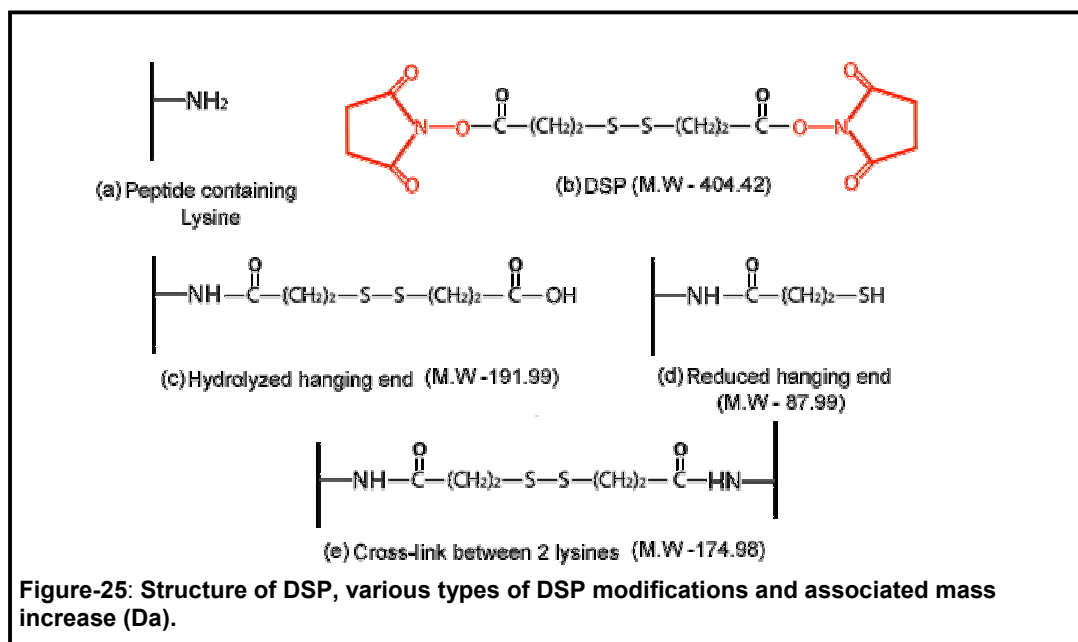 NH₂
(a) Peptide containing
Lysine
O
O
N
O
C
O
(CH₂)₂
S
S
(CH₂)₂
C
O
O
N
O
O
(b) DSP (M.W - 404.42)
NH
C
O
(CH₂)₂
S
S
(CH₂)₂
C
O
OH
(c) Hydrolyzed hanging end (M.W -191.99)
NH
C
O
(CH₂)₂
SH
(d) Reduced hanging end
(M.W - 87.99)
NH
C
O
(CH₂)₂
S
S
(CH₂)₂
C
O
HN
(e) Cross-link between 2 lysines (M.W -174.98)
Figure-25: Structure of DSP, various types of DSP modifications and associated mass
increase (Da).